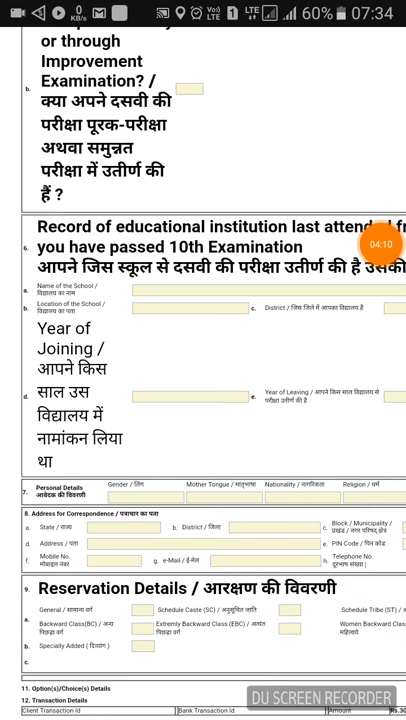 0
KB/s
Vo))
LTE
1
LTE
60%
07:34
or through
Improvement
Examination? /
b.
क्या अपने दसवी की
परीक्षा पूरक-परीक्षा
अथवा समुन्नत
परीक्षा में उतीर्ण की
हैं ?
Record of educational institution last attended fr
6.
you have passed 10th Examination
04:10
आपने जिस स्कूल से दसवी की परीक्षा उतीर्ण की है उसकी
a. Name of the School /
विद्यालय का नाम
b. Location of the School /
विद्यालय का पता
c. District / जिस जिले में आपका विद्यालय है
Year of
Joining /
आपने किस
d. साल उस
विद्यालय में
नामांकन लिया
था
e. Year of Leaving / आपने किस साल विद्यालय से
परीक्षा उतीर्ण की है
7. Personal Details
आवेदक की विवरणी
Gender / लिंग Mother Tongue / मातृभाषा Nationality / नागरिकता Religion / धर्म
8. Address for Correspondence / पत्राचार का पता
a. State / राज्य b. District / जिला c. Block / Municipality /
प्रखंड / नगर परिषद् क्षेत्र
d. Address / पता e. PIN Code / पिन कोड
f. Mobile No.
मोबाइल नंबर
g. e-Mail / ई-मेल
h. Telephone No.
दूरभाष संख्या |
9. Reservation Details / आरक्षण की विवरणी
General / सामान्य वर्ग Schedule Caste (SC) / अनुसूचित जाति Schedule Tribe (ST) /
a. Backward Class(BC) / अन्य
पिछड़ा वर्ग
Extremly Backward Class (EBC) / अत्यंत
पिछड़ा वर्ग
Women Backward Class
महिलाये
b. Specially Added ( दिव्यांग )
c.
11. Option(s)/Choice(s) Details
DU SCREEN RECORDER
12. Transaction Details
Client Transaction Id Bank Transaction Id Amount Rs.30